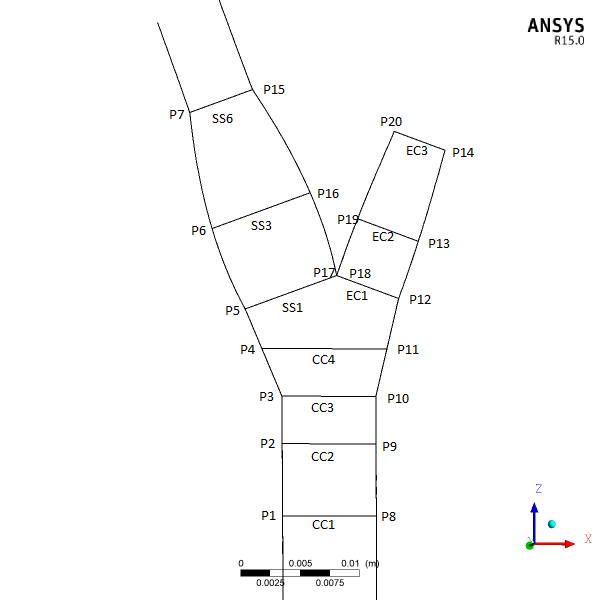 ANSYS
R15.0
P15
P7
SS6
P20
EC3
P14
P16
P6
SS3
P19
EC2
P13
P17
P18
EC1
P12
P5
SS1
P4
P11
CC4
P3
P10
CC3
P2
P9
CC2
P1
P8
CC1
Z
X
0
0.005
0.01
(m)
0.0025
0.0075